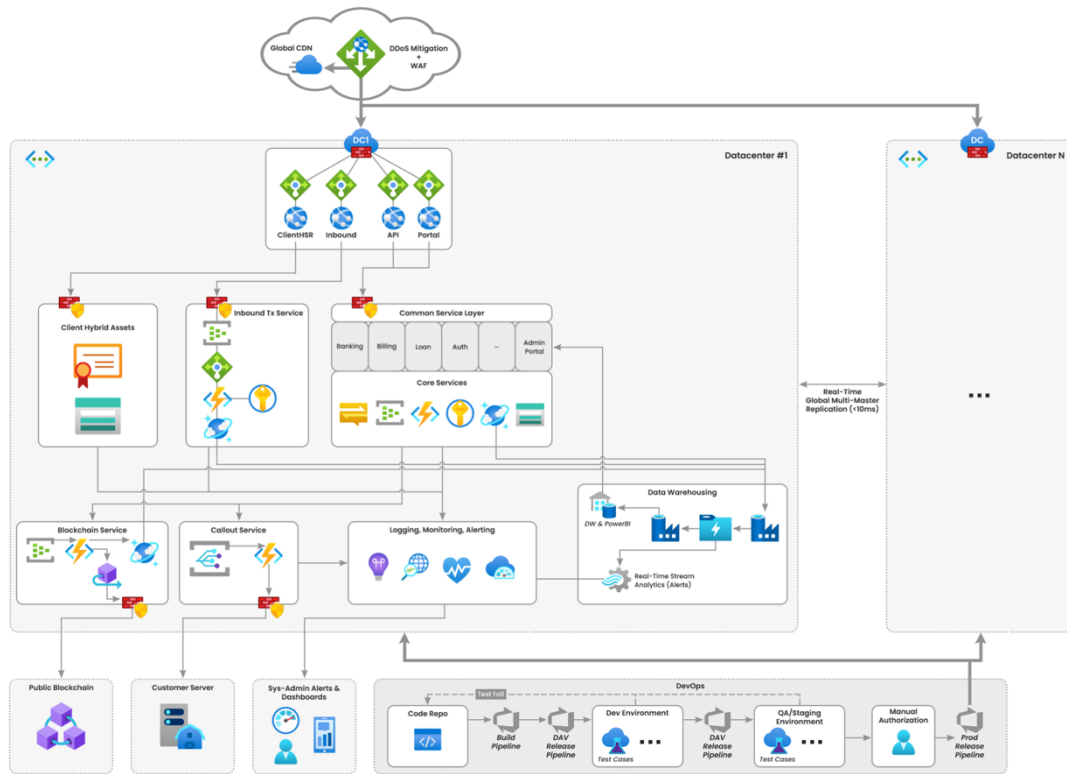 Global CDN
DDoS Mitigation
+
WAF
DC1
DC
Datacenter #1
Datacenter N
ClientHSR
Inbound
API
Portal
Client Hybrid Assets
Inbound Tx Service
Common Service Layer
Banking
Billing
Loan
Auth
...
Admin
Portal
Core Services
Real-Time
Global Multi-Master
Replication (<10ms)
...
Blockchain Service
Callout Service
Logging, Monitoring, Alerting
Data Warehousing
DW & PowerBI
Real-Time Stream
Analytics (Alerts)
Public Blockchain
Customer Server
Sys-Admin Alerts &
Dashboards
DevOps
Test Fail
Code Repo
Build
Pipeline
DAV
Release
Pipeline
Dev Environment
...
Test Cases
DAV
Release
Pipeline
QA/Staging
Environment
...
Test Cases
Manual
Authorization
Prod
Release
Pipeline